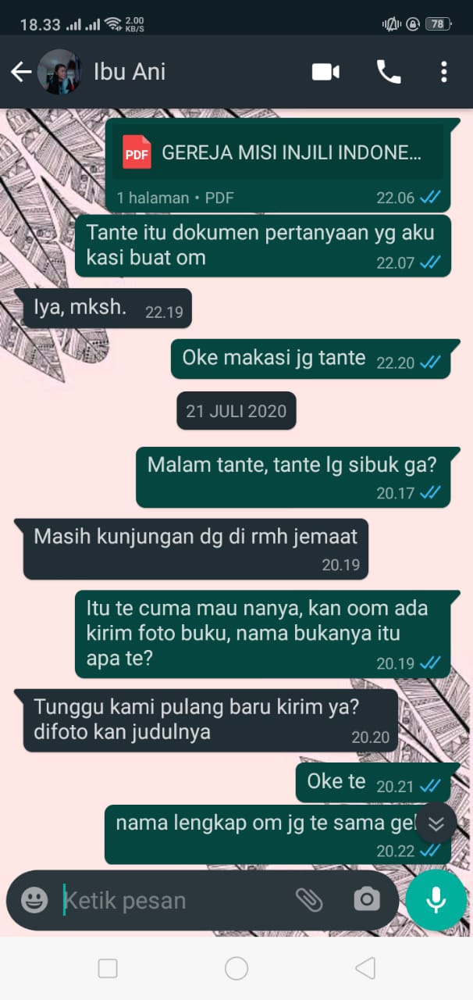 18.33 2.00 KB/S 78
Ibu Ani
PDF GEREJA MISI INJILI INDONE...
1 halaman • PDF 22.06
Tante itu dokumen pertanyaan yg aku
kasi buat om 22.07
Iya, mksh. 22.19
Oke makasi jg tante 22.20
21 JULI 2020
Malam tante, tante lg sibuk ga?
20.17
Masih kunjungan dg di rmh jemaat
20.19
Itu te cuma mau nanya, kan oom ada
kirim foto buku, nama bukanya itu
apa te? 20.19
Tunggu kami pulang baru kirim ya?
difoto kan judulnya 20.20
Oke te 20.21
nama lengkap om jg te sama
20.22
Ketik pesan